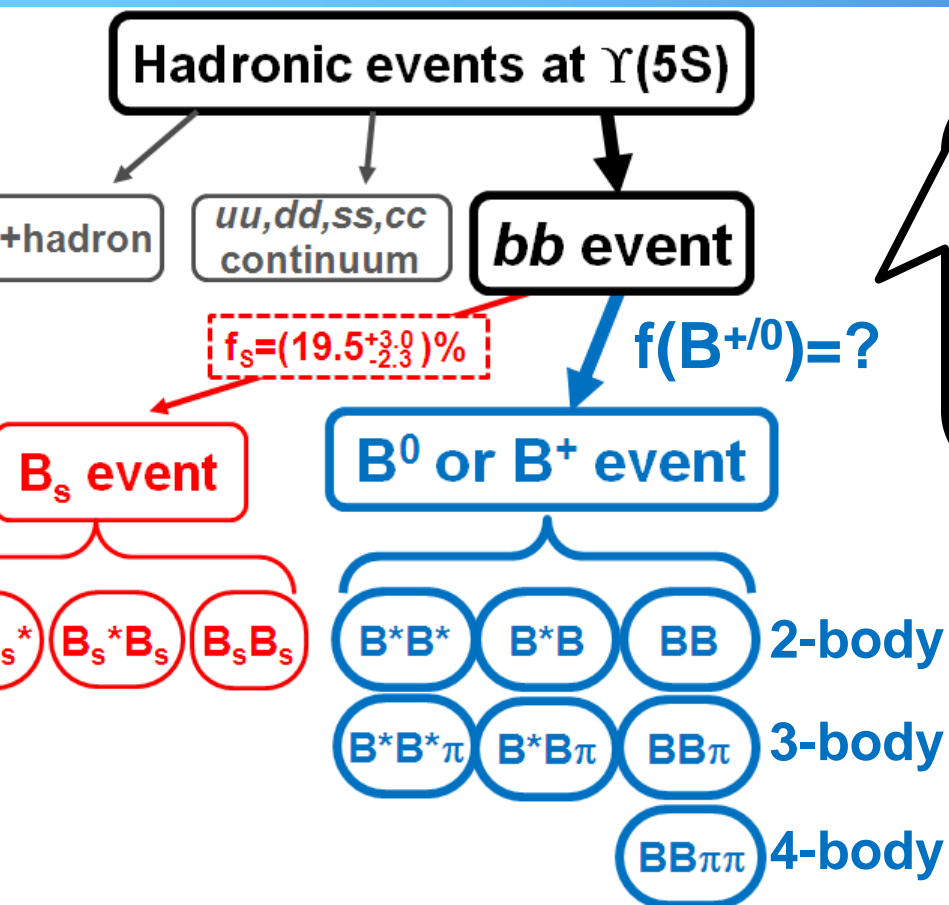 Hadronic events at ϒ(5S)
+hadron
uu,dd,ss,cc
continuum
bb event
fₛ=(19.5⁺³·⁰₋₂.₃)%
f(B⁺ᐟ⁰)=?
Bₛ event
B⁰ or B⁺ event
ₛ*
Bₛ*Bₛ
BₛBₛ
B*B*
B*B
BB
2-body
B*B*π
B*Bπ
BBπ
3-body
BBππ
4-body